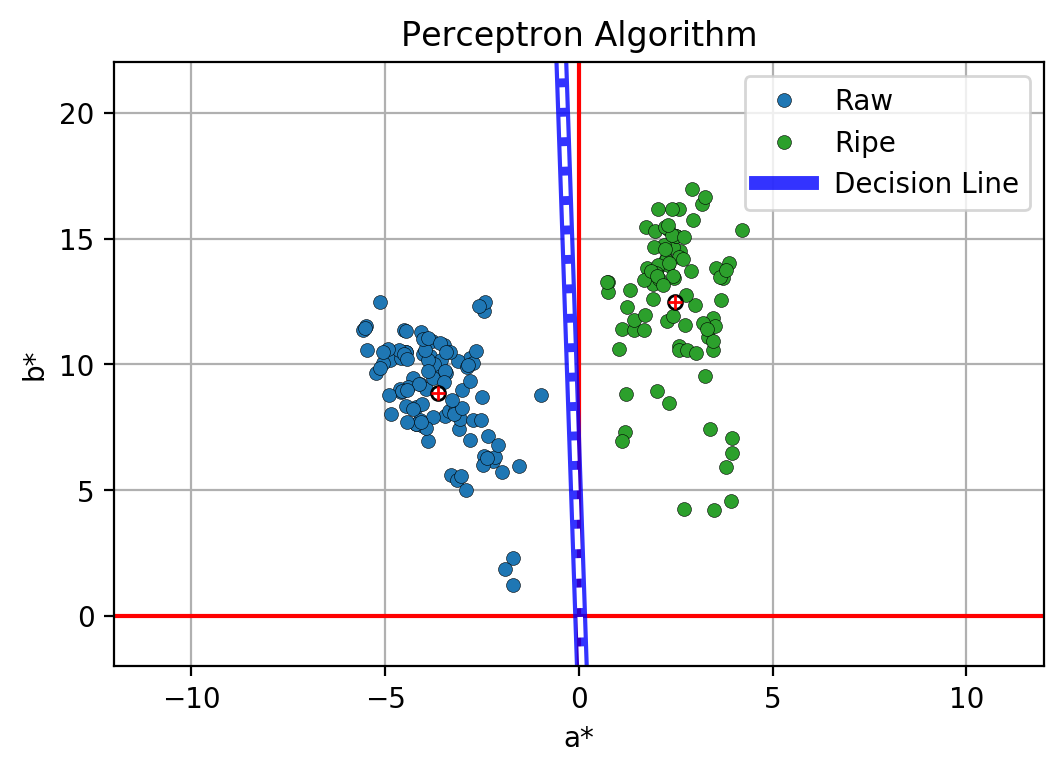 Perceptron Algorithm
Raw
Ripe
Decision Line
20
15
10
5
0
b*
−10
−5
0
5
10
a*